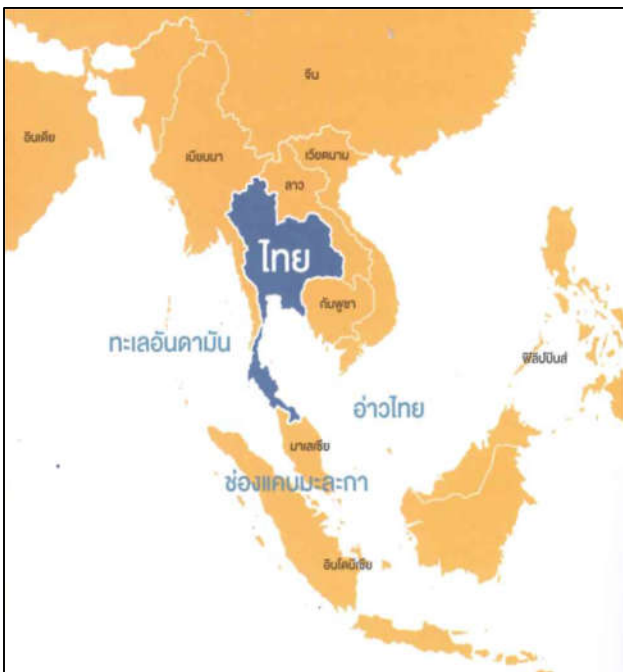 จีน
อินเดีย
เมียนมา
เวียดนาม
ลาว
ไทย
กัมพูชา
ทะเลอันดามัน
ฟิลิปปินส์
อ่าวไทย
มาเลเซีย
ช่องแคบมะละกา
อินโดนีเซีย